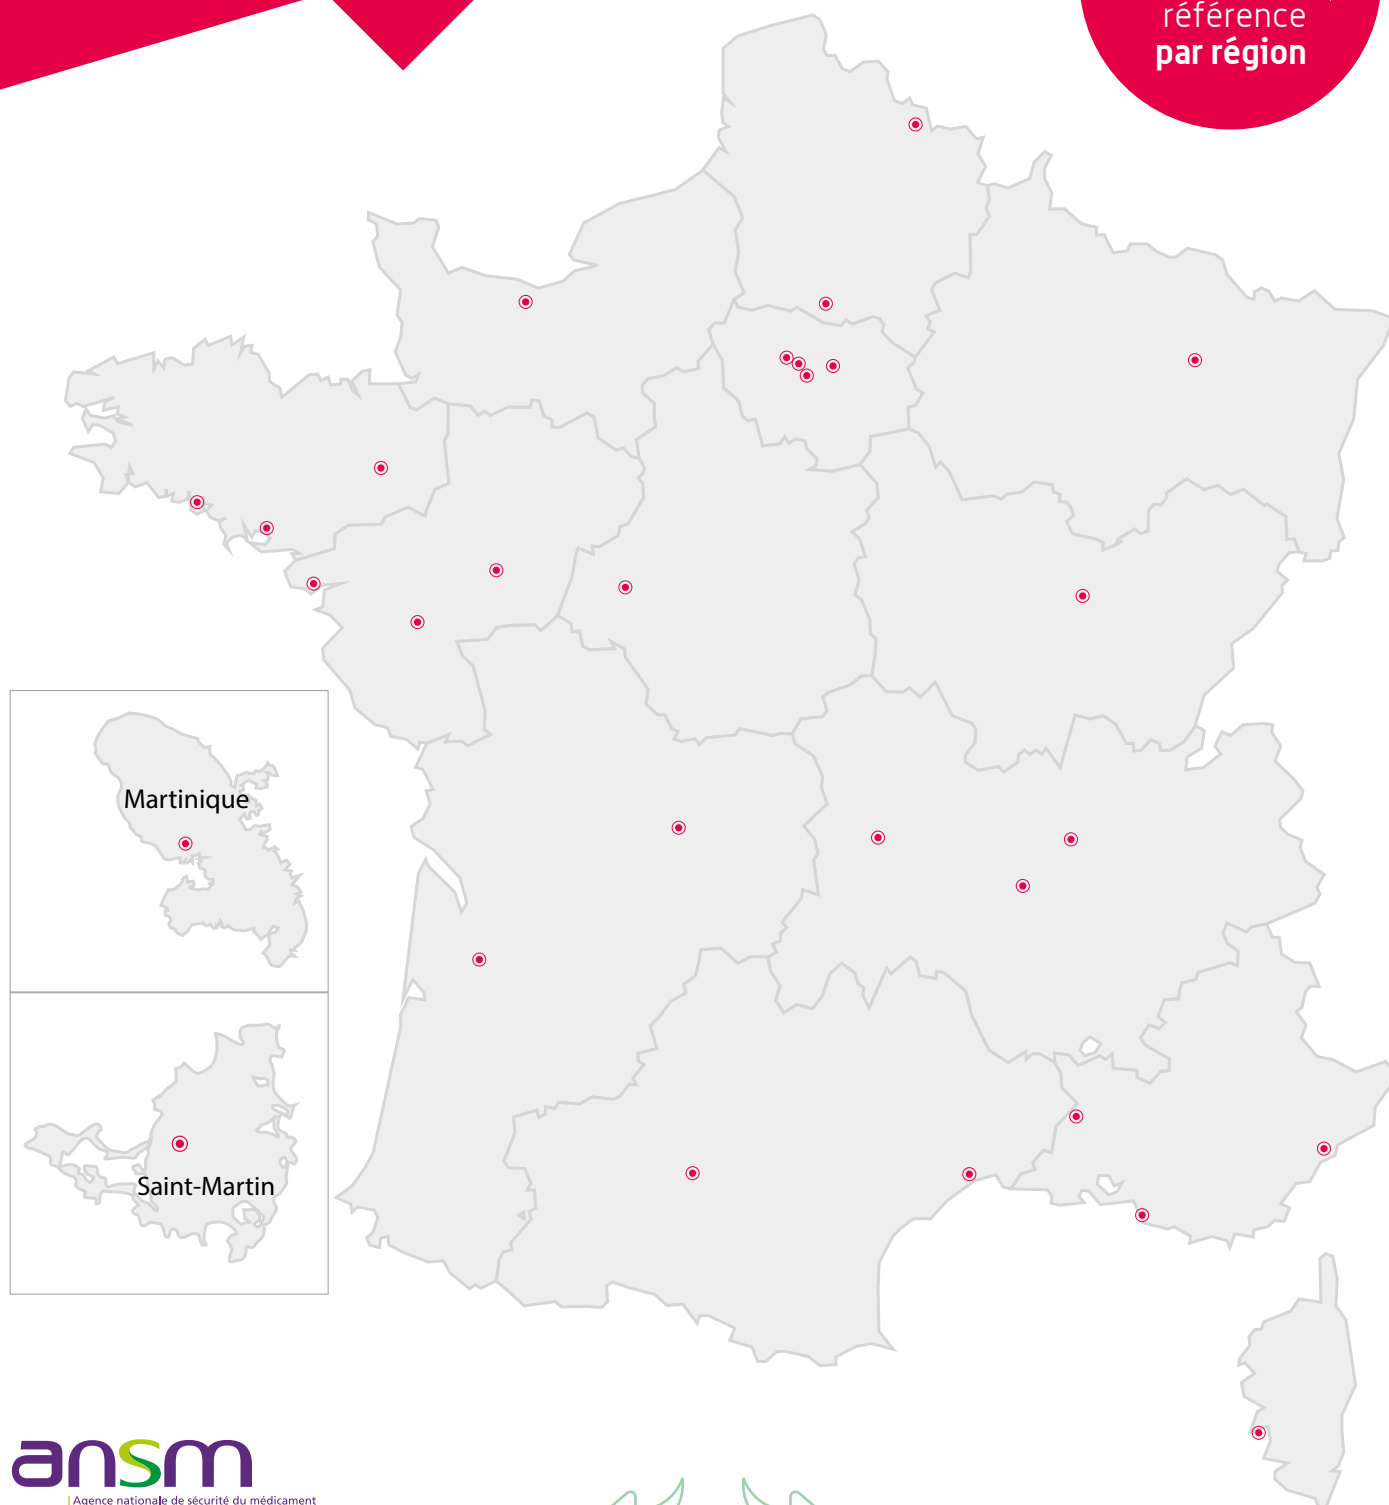 référence
par région
Martinique
Saint-Martin
ansm
Agence nationale de sécurité du médicament